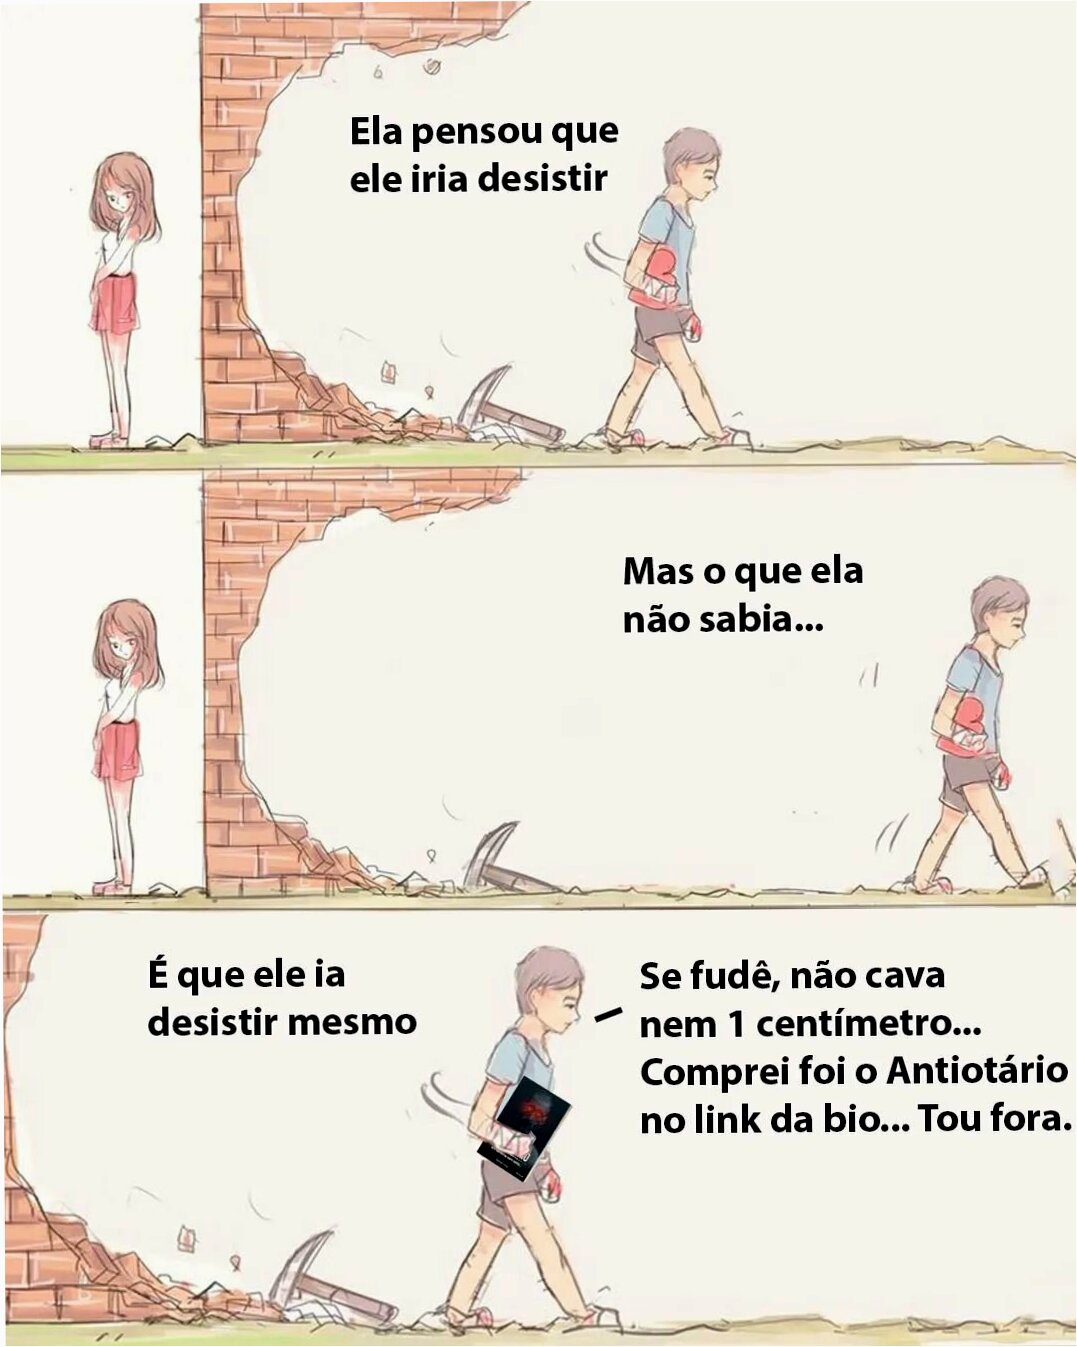 Ela pensou que
ele iria desistir
Mas o que ela
não sabia...
É que ele ia
desistir mesmo
Se fudê, não cava
nem 1 centímetro...
Comprei foi o Antiotário
no link da bio... Tou fora.